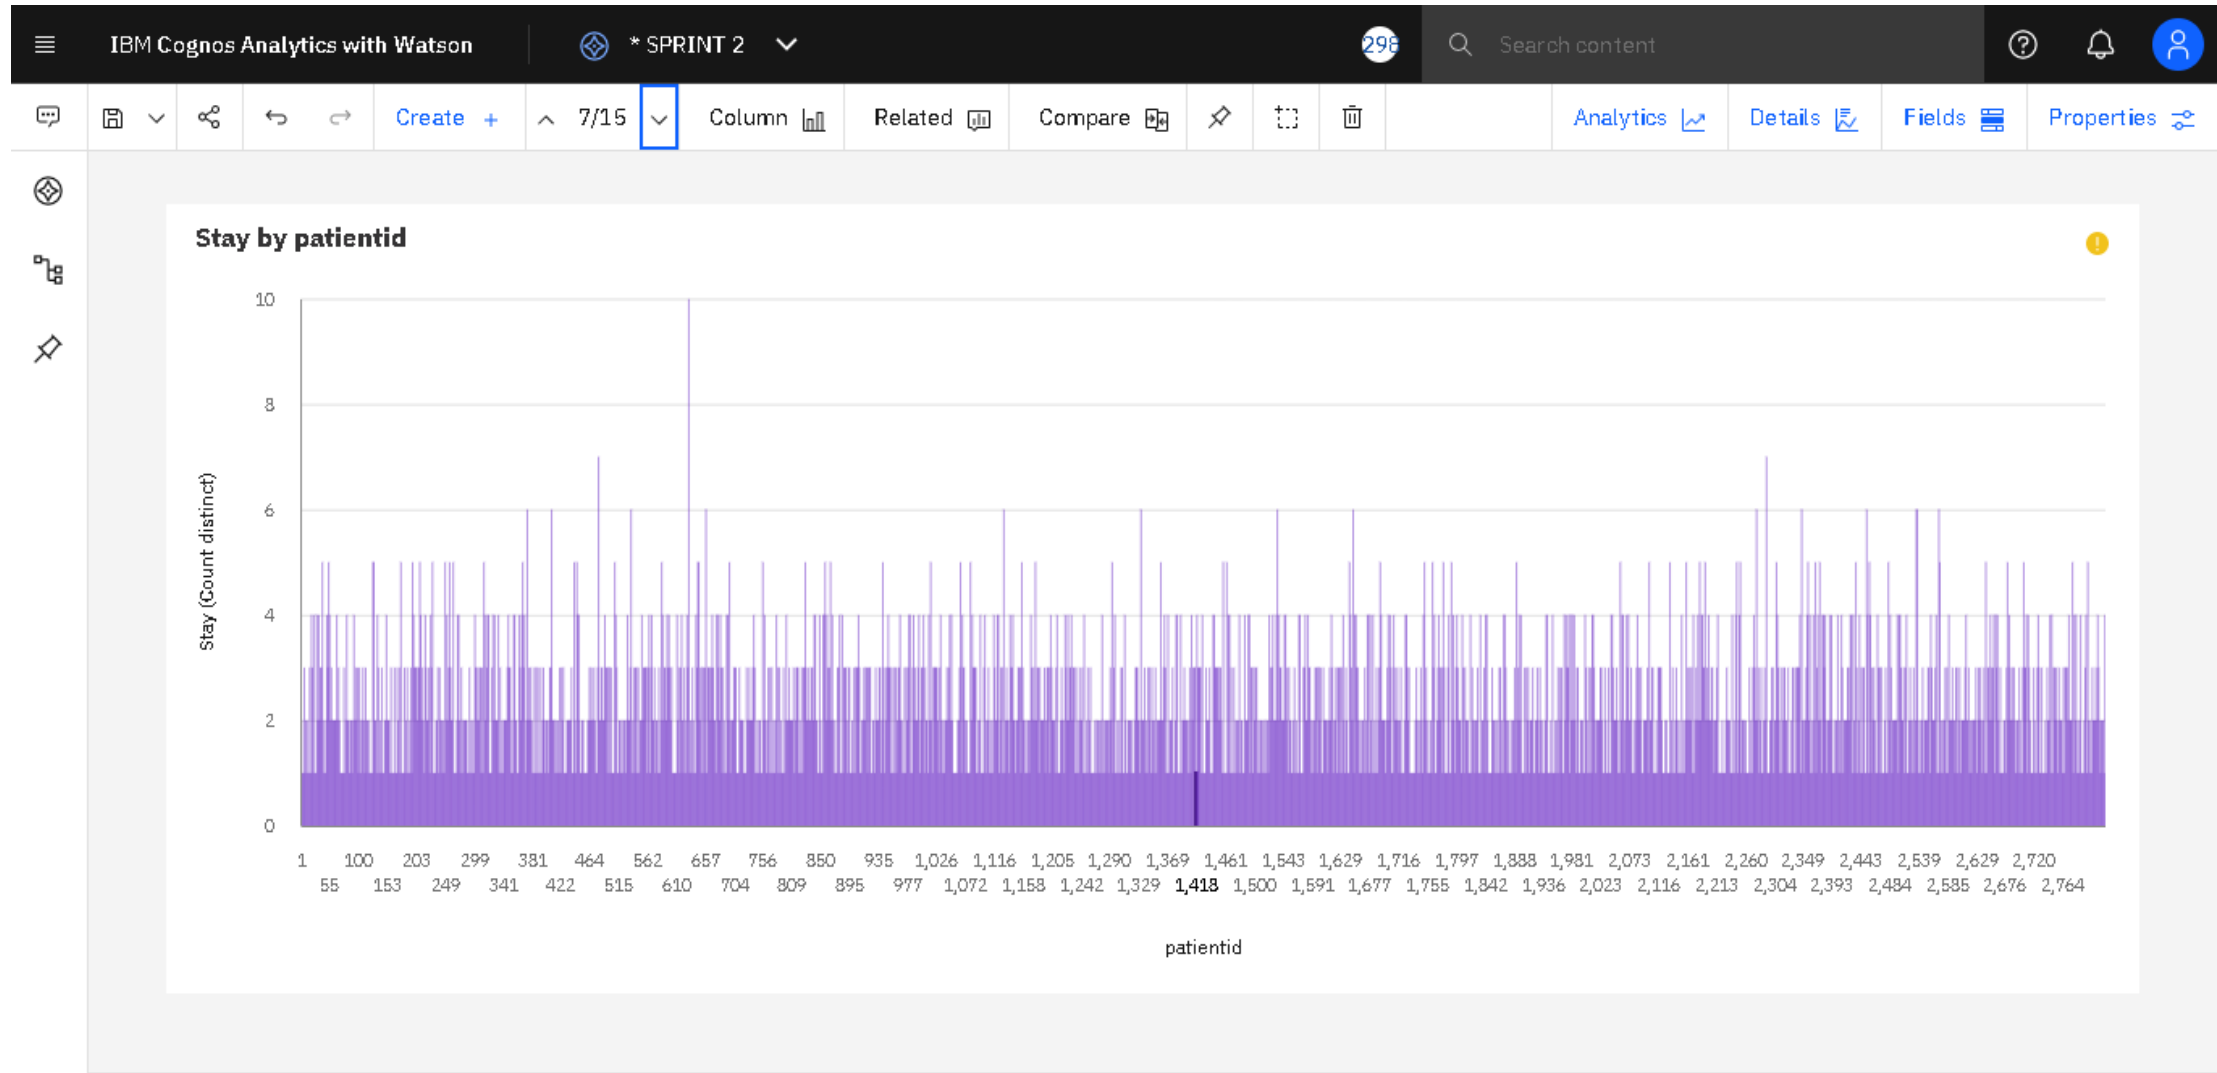 IBM Cognos Analytics with Watson
* SPRINT 2
298
Search content
Create +
7/15
Column
Related
Compare
Analytics
Details
Fields
Properties
Stay by patientid
10
8
6
4
2
0
Stay (Count distinct)
1 100 203 299 381 464 562 657 756 850 935 1,026 1,116 1,205 1,290 1,369 1,461 1,543 1,629 1,716 1,797 1,888 1,981 2,073 2,161 2,260 2,349 2,443 2,539 2,629 2,720
55 153 249 341 422 515 610 704 809 895 977 1,072 1,158 1,242 1,329 1,418 1,500 1,591 1,677 1,755 1,842 1,936 2,023 2,116 2,213 2,304 2,393 2,484 2,585 2,676 2,764
patientid